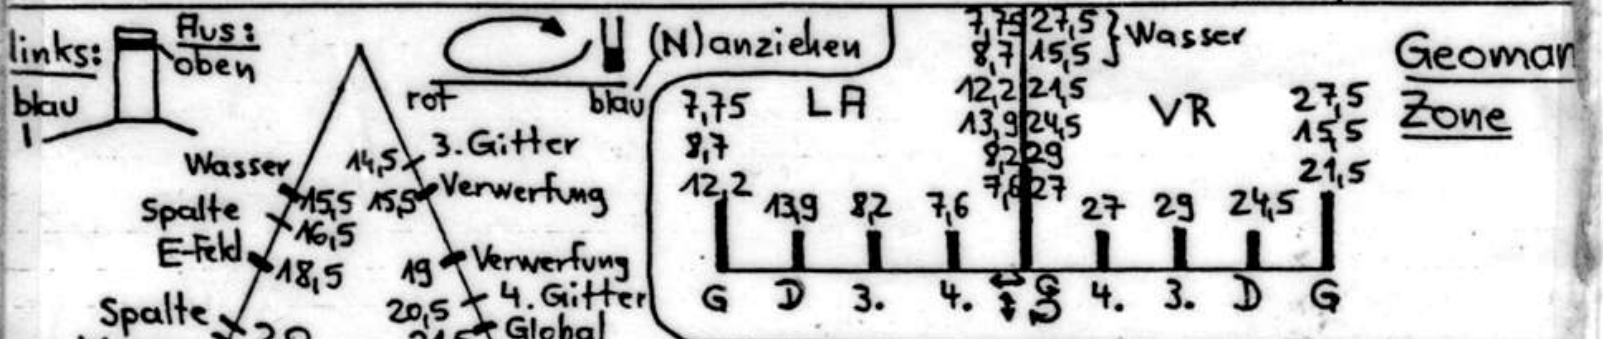 links:
blau
Aus:
oben
rot
blau
(N)anziehen
Wasser
15,5
Spalte
16,5
E-Feld
18,5
Spalte
20
14,5 3.Gitter
15,5 Verwerfung
19 Verwerfung
20,5 4.Gitter
21,5 Global
7,75
8,7
12,2
LA
13,9 8,2 7,6
7,75 27,5
8,7 15,5
Wasser
12,2 21,5
13,9 24,5
8,2 29
7,6 27
VR
27 29 24,5
27,5
15,5
21,5
G D 3. 4. G 4. 3. D G
Geoman
Zone